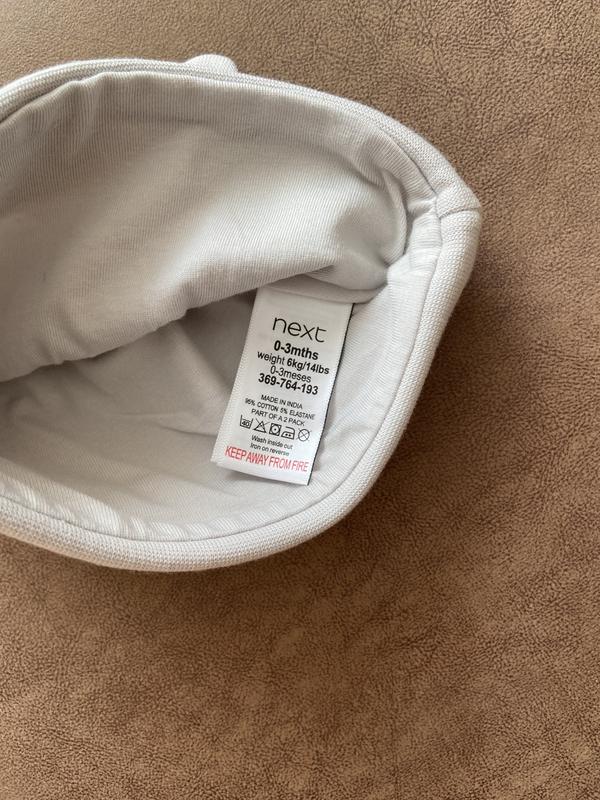 next
0-3mths
weight 6kg/14lbs
0-3meses
369-764-193
MADE IN INDIA
95% COTTON 5% ELASTANE
PART OF A 2 PACK
40
Wash inside out
Iron on reverse
KEEP AWAY FROM FIRE